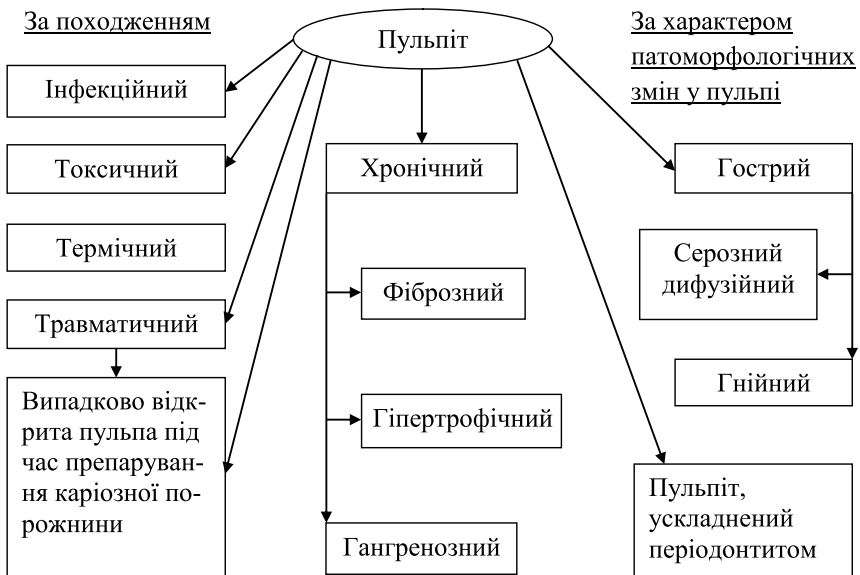 За походженням
Пульпіт
За характером
патоморфологічних
змін у пульпі
Інфекційний
Токсичний
Термічний
Травматичний
Випадково відк-
рита пульпа під
час препаруван-
ня каріозної по-
рожнини
Хронічний
Фіброзний
Гіпертрофічний
Гангренозний
Гострий
Серозний
дифузійний
Гнійний
Пульпіт,
ускладнений
періодонтитом